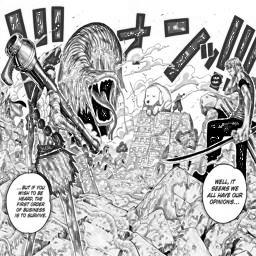 WELL, IT
SEEMS WE
ALL HAVE OUR
OPINIONS...
...BUT IF YOU
WISH TO BE
HEARD, THE
FIRST ORDER
OF BUSINESS
IS TO SURVIVE.